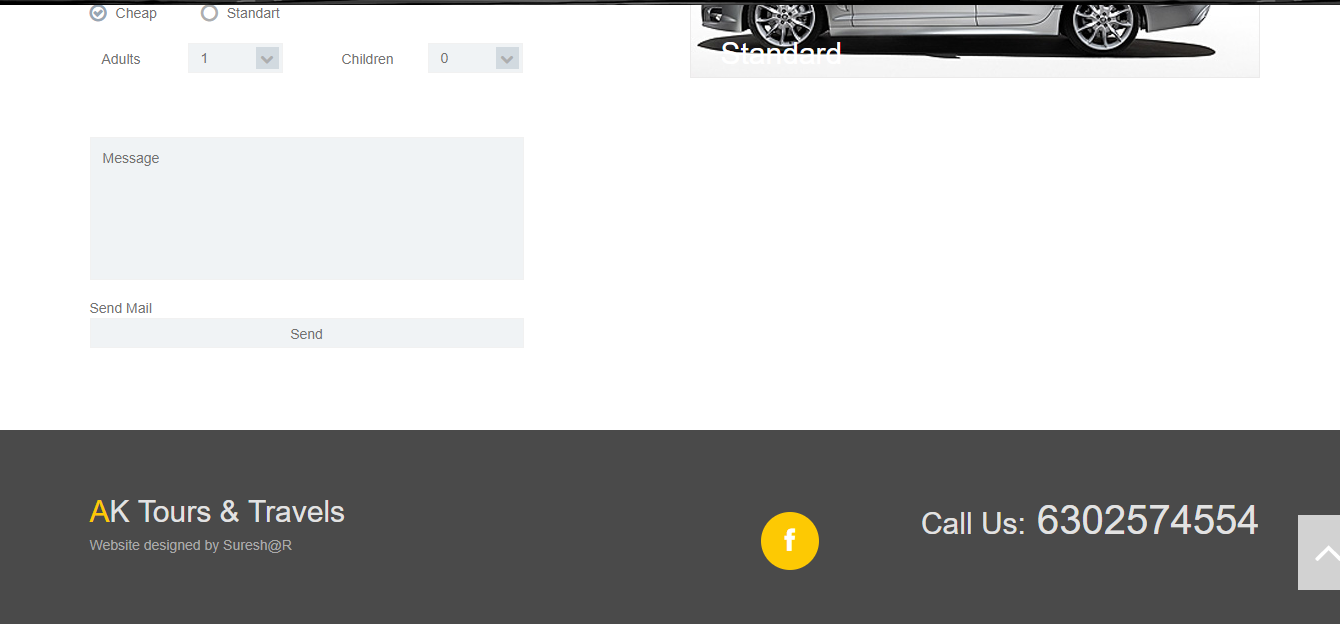 Cheap Standart
Standard
Adults 1 Children 0
Message
Send Mail
Send
AK Tours & Travels
Call Us: 6302574554
Website designed by Suresh@R